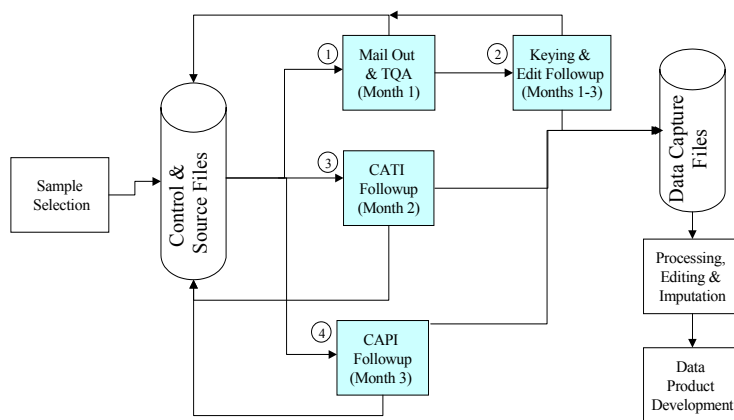 Sample
Selection
Control &
Source Files
1
Mail Out
& TQA
(Month 1)
2
Keying &
Edit Followup
(Months 1-3)
3
CATI
Followup
(Month 2)
4
CAPI
Followup
(Month 3)
Data Capture
Files
Processing,
Editing &
Imputation
Data
Product
Development